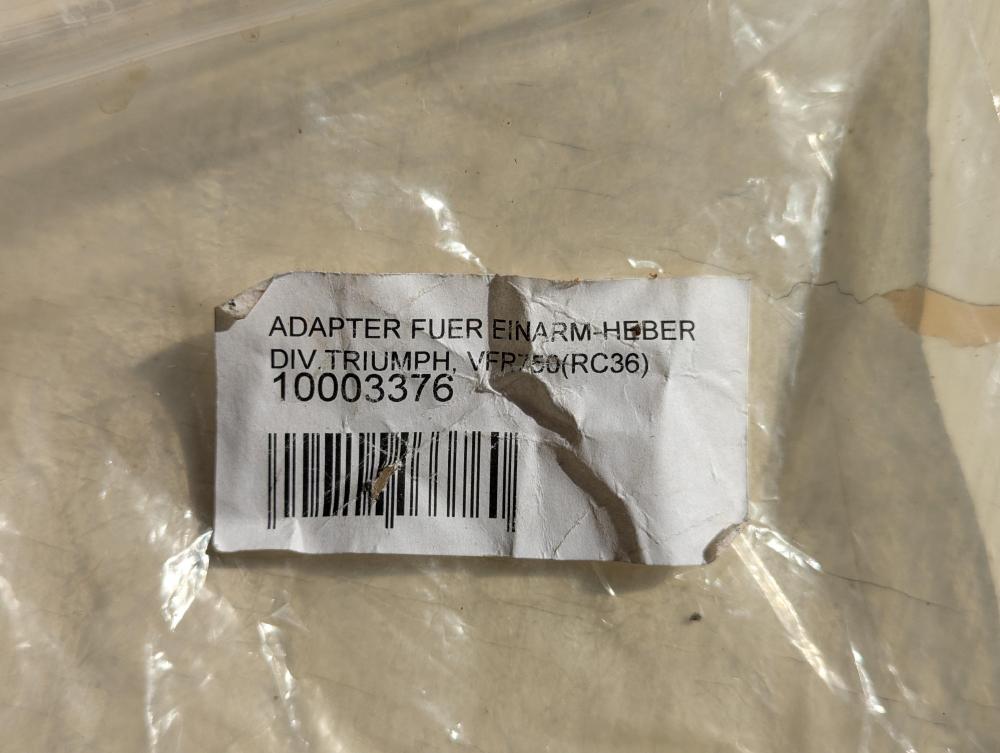 ADAPTER FUER EINARM-HEBER
DIV.TRIUMPH, VFR750(RC36)
10003376